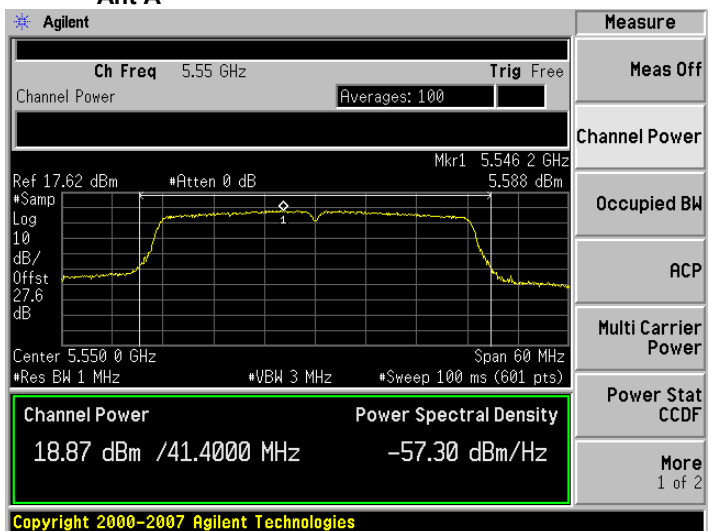 Ant A
Agilent
Measure
Ch Freq 5.55 GHz Trig Free
Channel Power Averages: 100
Meas Off
Channel Power
Occupied BW
ACP
Multi Carrier
Power
Power Stat
CCDF
More
1 of 2
Mkr1 5.546 2 GHz
Ref 17.62 dBm #Atten 0 dB 5.588 dBm
#Samp
Log
10
dB/
Offst
27.6
dB
1
Center 5.550 0 GHz Span 60 MHz
#Res BW 1 MHz #VBW 3 MHz #Sweep 100 ms (601 pts)
Channel Power Power Spectral Density
18.87 dBm /41.4000 MHz -57.30 dBm/Hz
Copyright 2000-2007 Agilent Technologies